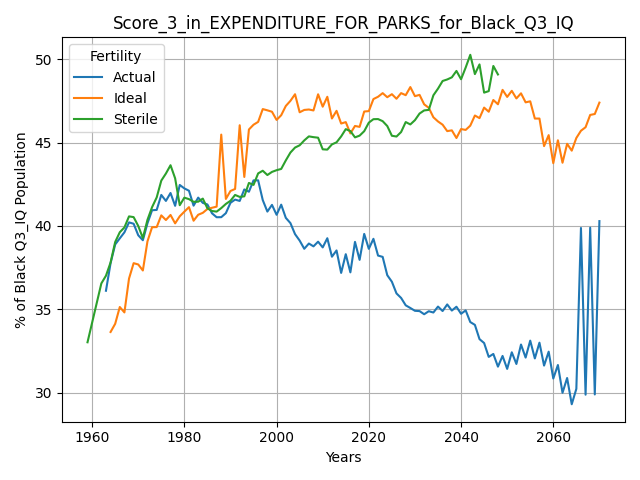 Score_3_in_EXPENDITURE_FOR_PARKS_for_Black_Q3_IQ
Fertility
Actual
Ideal
Sterile
% of Black Q3_IQ Population
50
45
40
35
30
1960
1980
2000
2020
2040
2060
Years